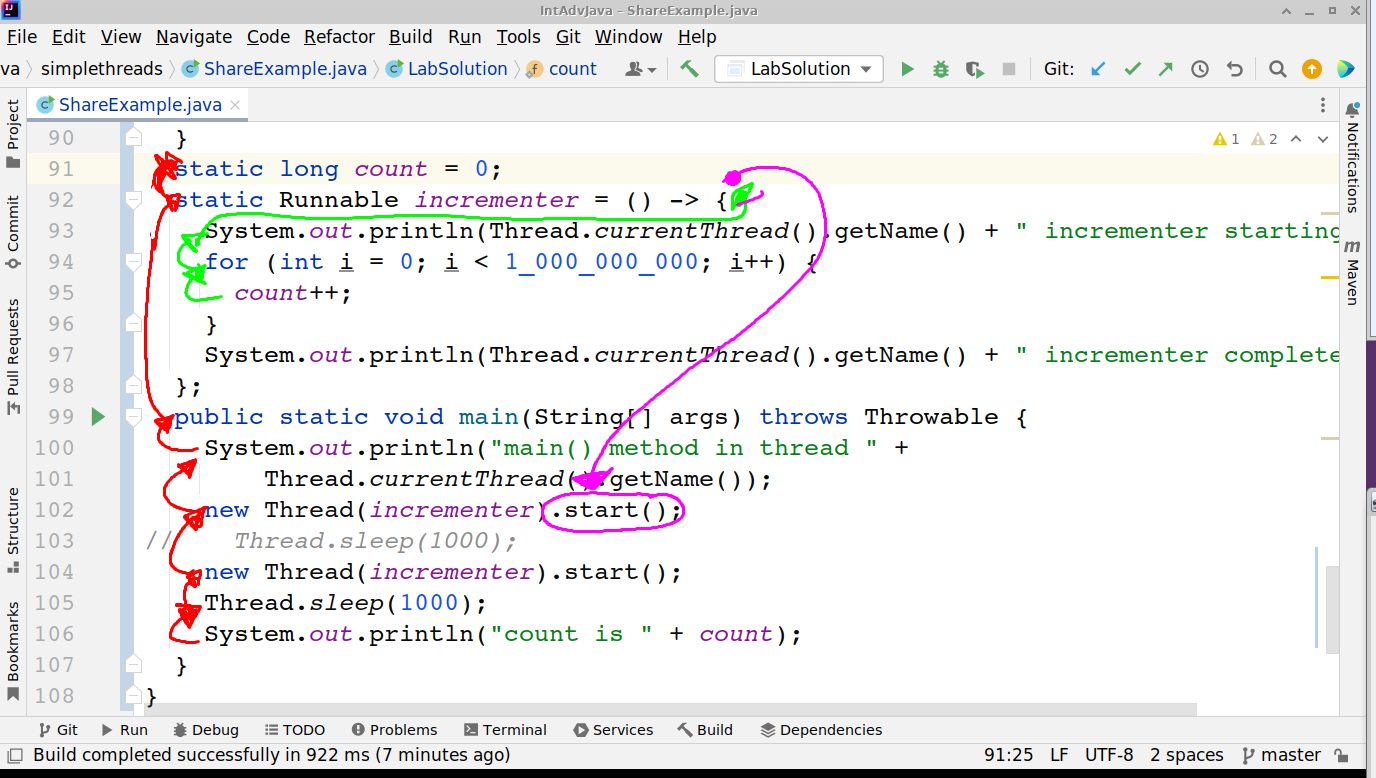 IntAdvJava – ShareExample.java
File Edit View Navigate Code Refactor Build Run Tools Git Window Help
va simplethreads ShareExample.java LabSolution count LabSolution Git:
ShareExample.java
Project
Commit
Pull Requests
Structure
Bookmarks
Notifications
m Maven
1 2
90 }
91 static long count = 0;
92 static Runnable incrementer = () -> {
93 System.out.println(Thread.currentThread().getName() + " incrementer starting
94 for (int i = 0; i < 1_000_000_000; i++) {
95 count++;
96 }
97 System.out.println(Thread.currentThread().getName() + " incrementer complete
98 };
99 public static void main(String[] args) throws Throwable {
100 System.out.println("main() method in thread " +
101 Thread.currentThread().getName());
102 new Thread(incrementer).start();
103 // Thread.sleep(1000);
104 new Thread(incrementer).start();
105 Thread.sleep(1000);
106 System.out.println("count is " + count);
107 }
108 }
Git Run Debug TODO Problems Terminal Services Build Dependencies
Build completed successfully in 922 ms (7 minutes ago) 91:25 LF UTF-8 2 spaces master